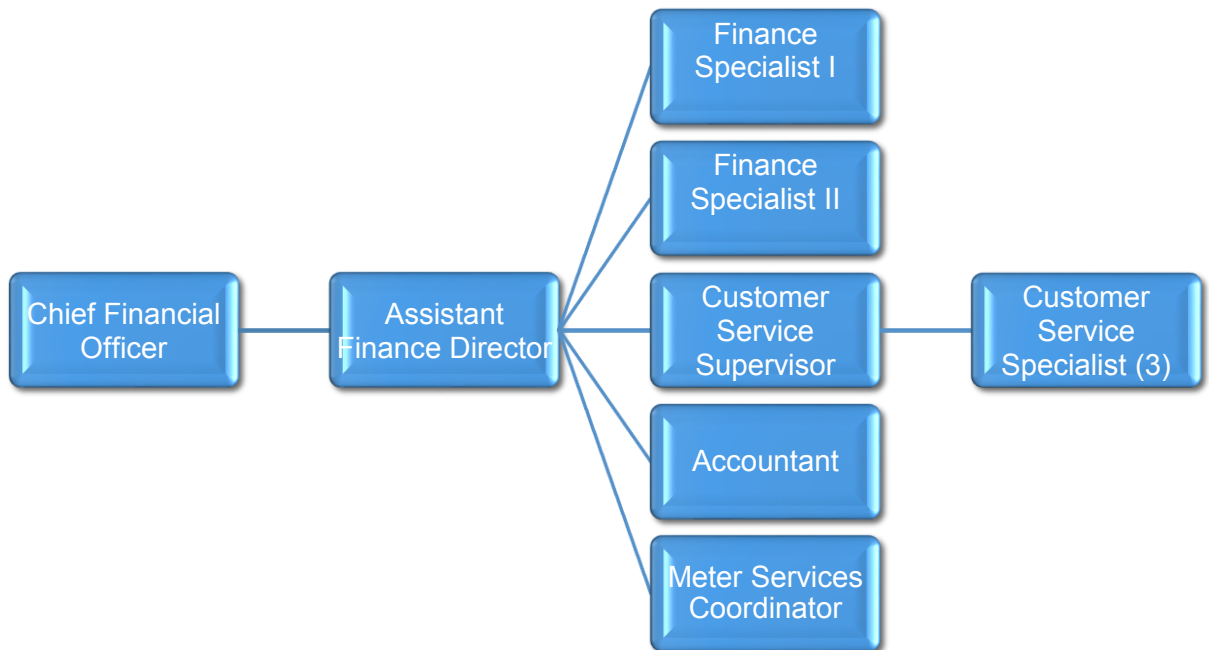 Finance
Specialist I
Finance
Specialist II
Chief Financial
Officer
Assistant
Finance Director
Customer
Service
Supervisor
Customer
Service
Specialist (3)
Accountant
Meter Services
Coordinator